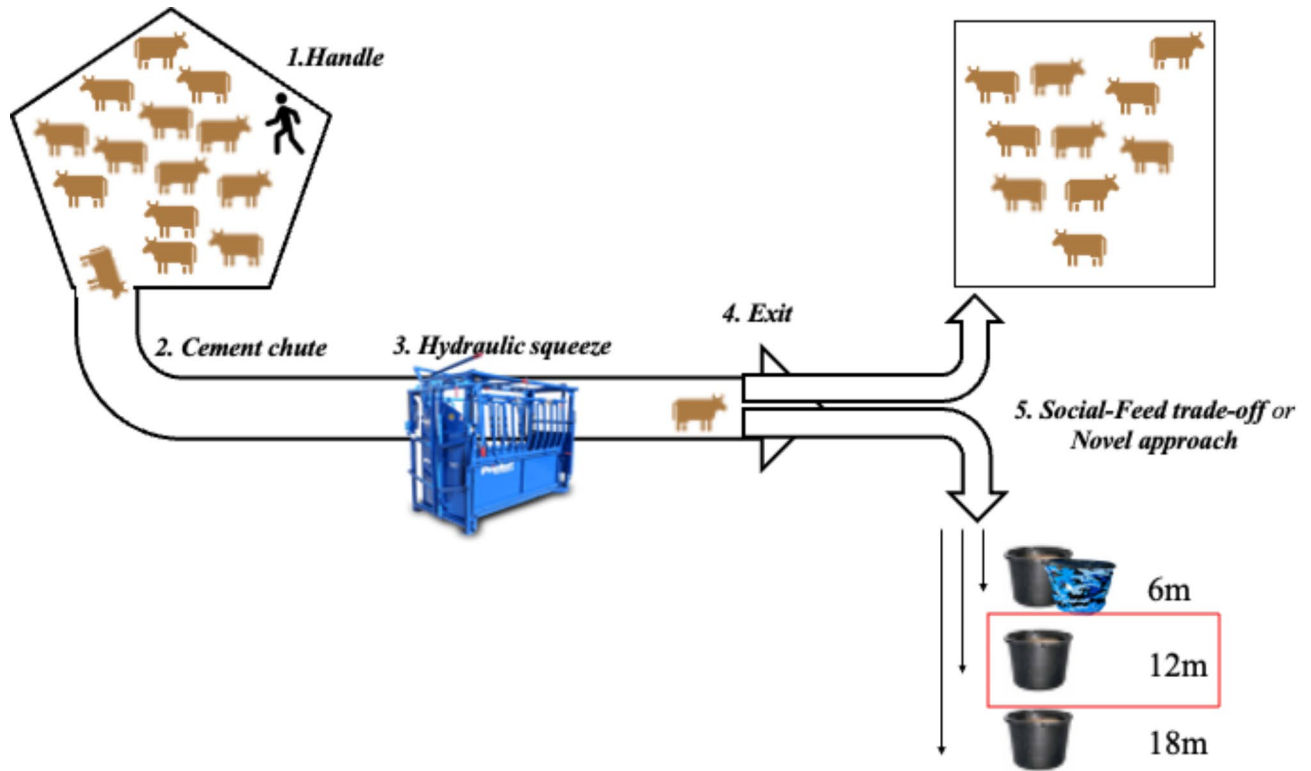 1.Handle
2. Cement chute
3. Hydraulic squeeze
4. Exit
5. Social-Feed trade-off or
Novel approach
6m
12m
18m